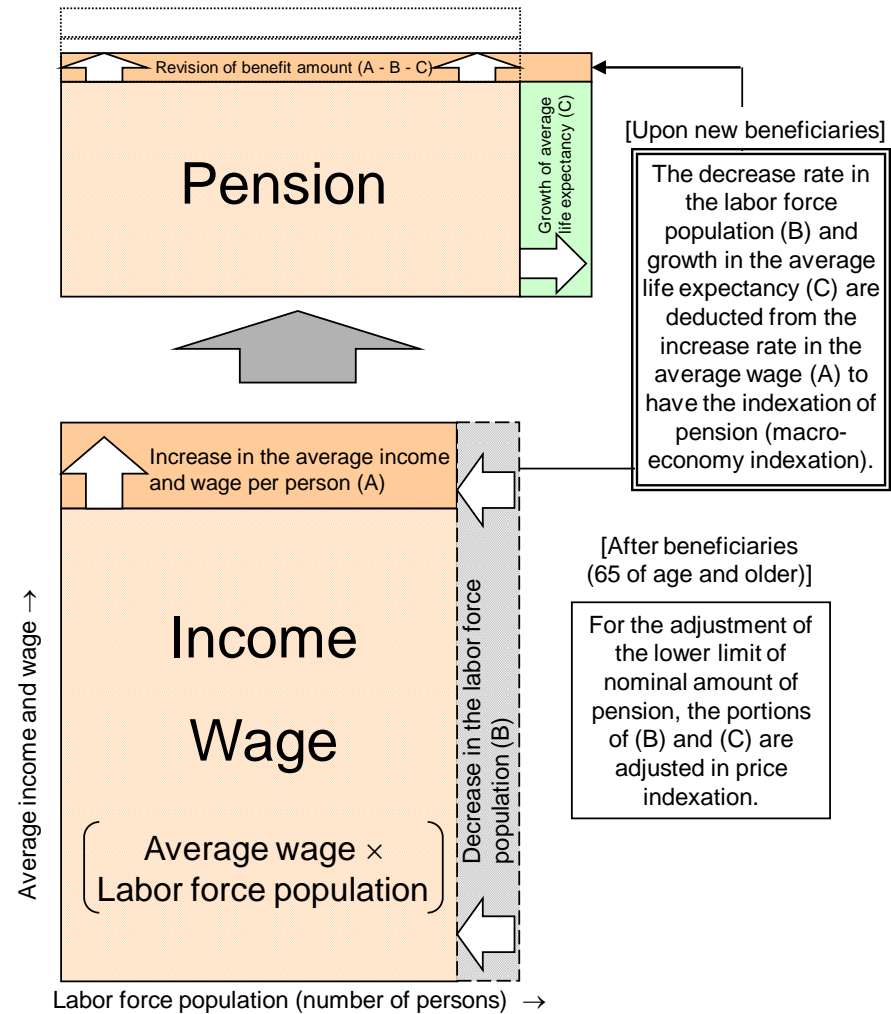 Revision of benefit amount (A - B - C)
Pension
Growth of average
life expectancy (C)
[Upon new beneficiaries]
The decrease rate in
the labor force
population (B) and
growth in the average
life expectancy (C) are
deducted from the
increase rate in the
average wage (A) to
have the indexation of
pension (macro-
economy indexation).
Increase in the average income
and wage per person (A)
Income
Wage
Average wage ×
Labor force population
Decrease in the labor force
population (B)
[After beneficiaries
(65 of age and older)]
For the adjustment of
the lower limit of
nominal amount of
pension, the portions
of (B) and (C) are
adjusted in price
indexation.
Average income and wage →
Labor force population (number of persons) →